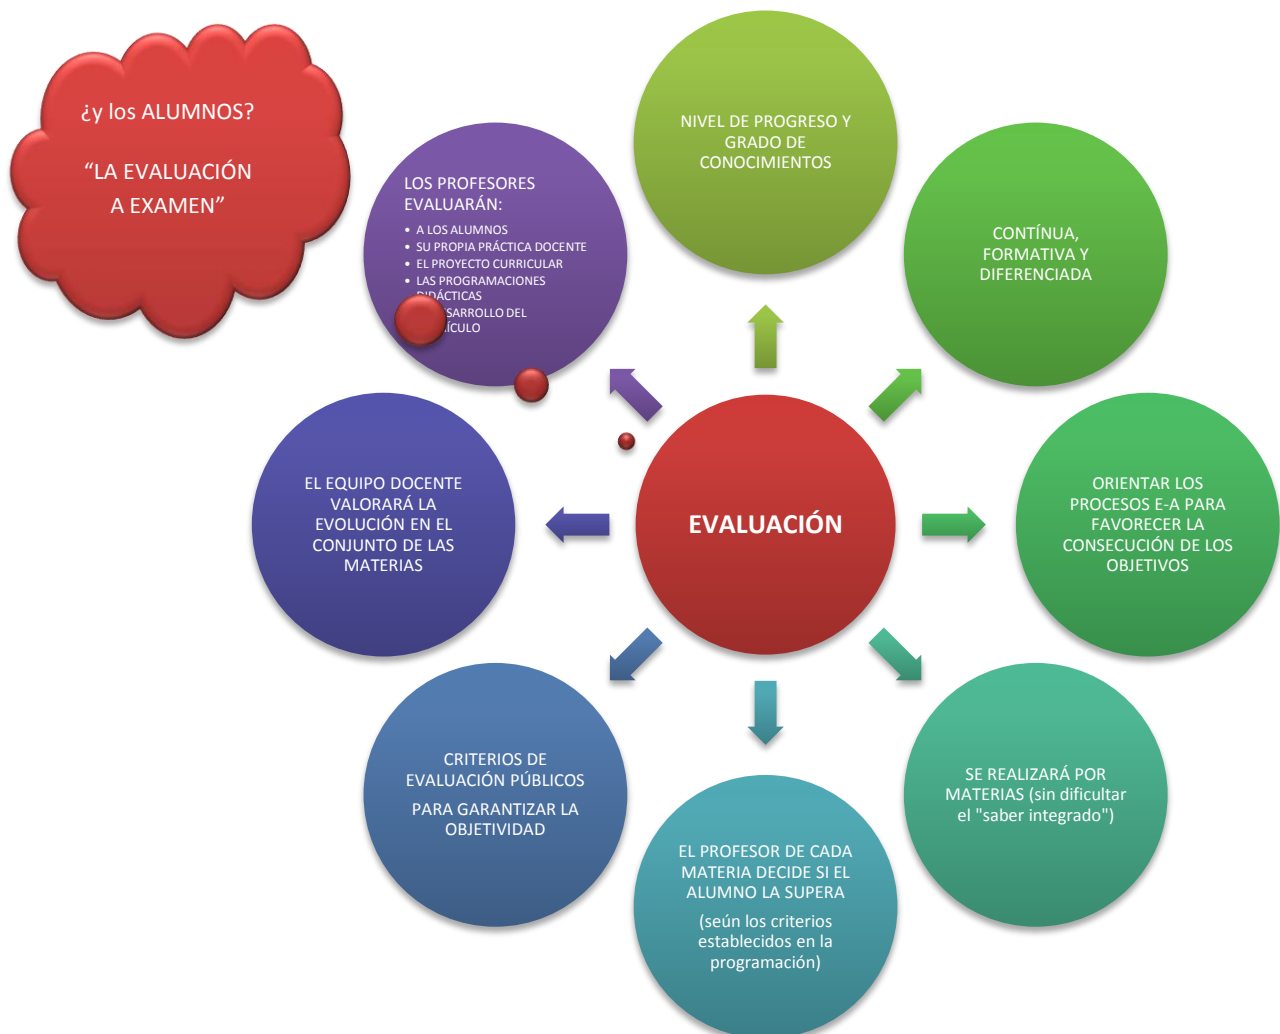 ¿y los ALUMNOS?
“LA EVALUACIÓN
A EXAMEN”
NIVEL DE PROGRESO Y
GRADO DE
CONOCIMIENTOS
CONTÍNUA,
FORMATIVA Y
DIFERENCIADA
ORIENTAR LOS
PROCESOS E-A PARA
FAVORECER LA
CONSECUCIÓN DE LOS
OBJETIVOS
SE REALIZARÁ POR
MATERIAS (sin dificultar
el "saber integrado")
EL PROFESOR DE CADA
MATERIA DECIDE SI EL
ALUMNO LA SUPERA
(seún los criterios
establecidos en la
programación)
CRITERIOS DE
EVALUACIÓN PÚBLICOS
PARA GARANTIZAR LA
OBJETIVIDAD
EL EQUIPO DOCENTE
VALORARÁ LA
EVOLUCIÓN EN EL
CONJUNTO DE LAS
MATERIAS
LOS PROFESORES
EVALUARÁN:
• A LOS ALUMNOS
• SU PROPIA PRÁCTICA DOCENTE
• EL PROYECTO CURRICULAR
• LAS PROGRAMACIONES
DIDÁCTICAS
DESARROLLO DEL
EVALUACIÓN